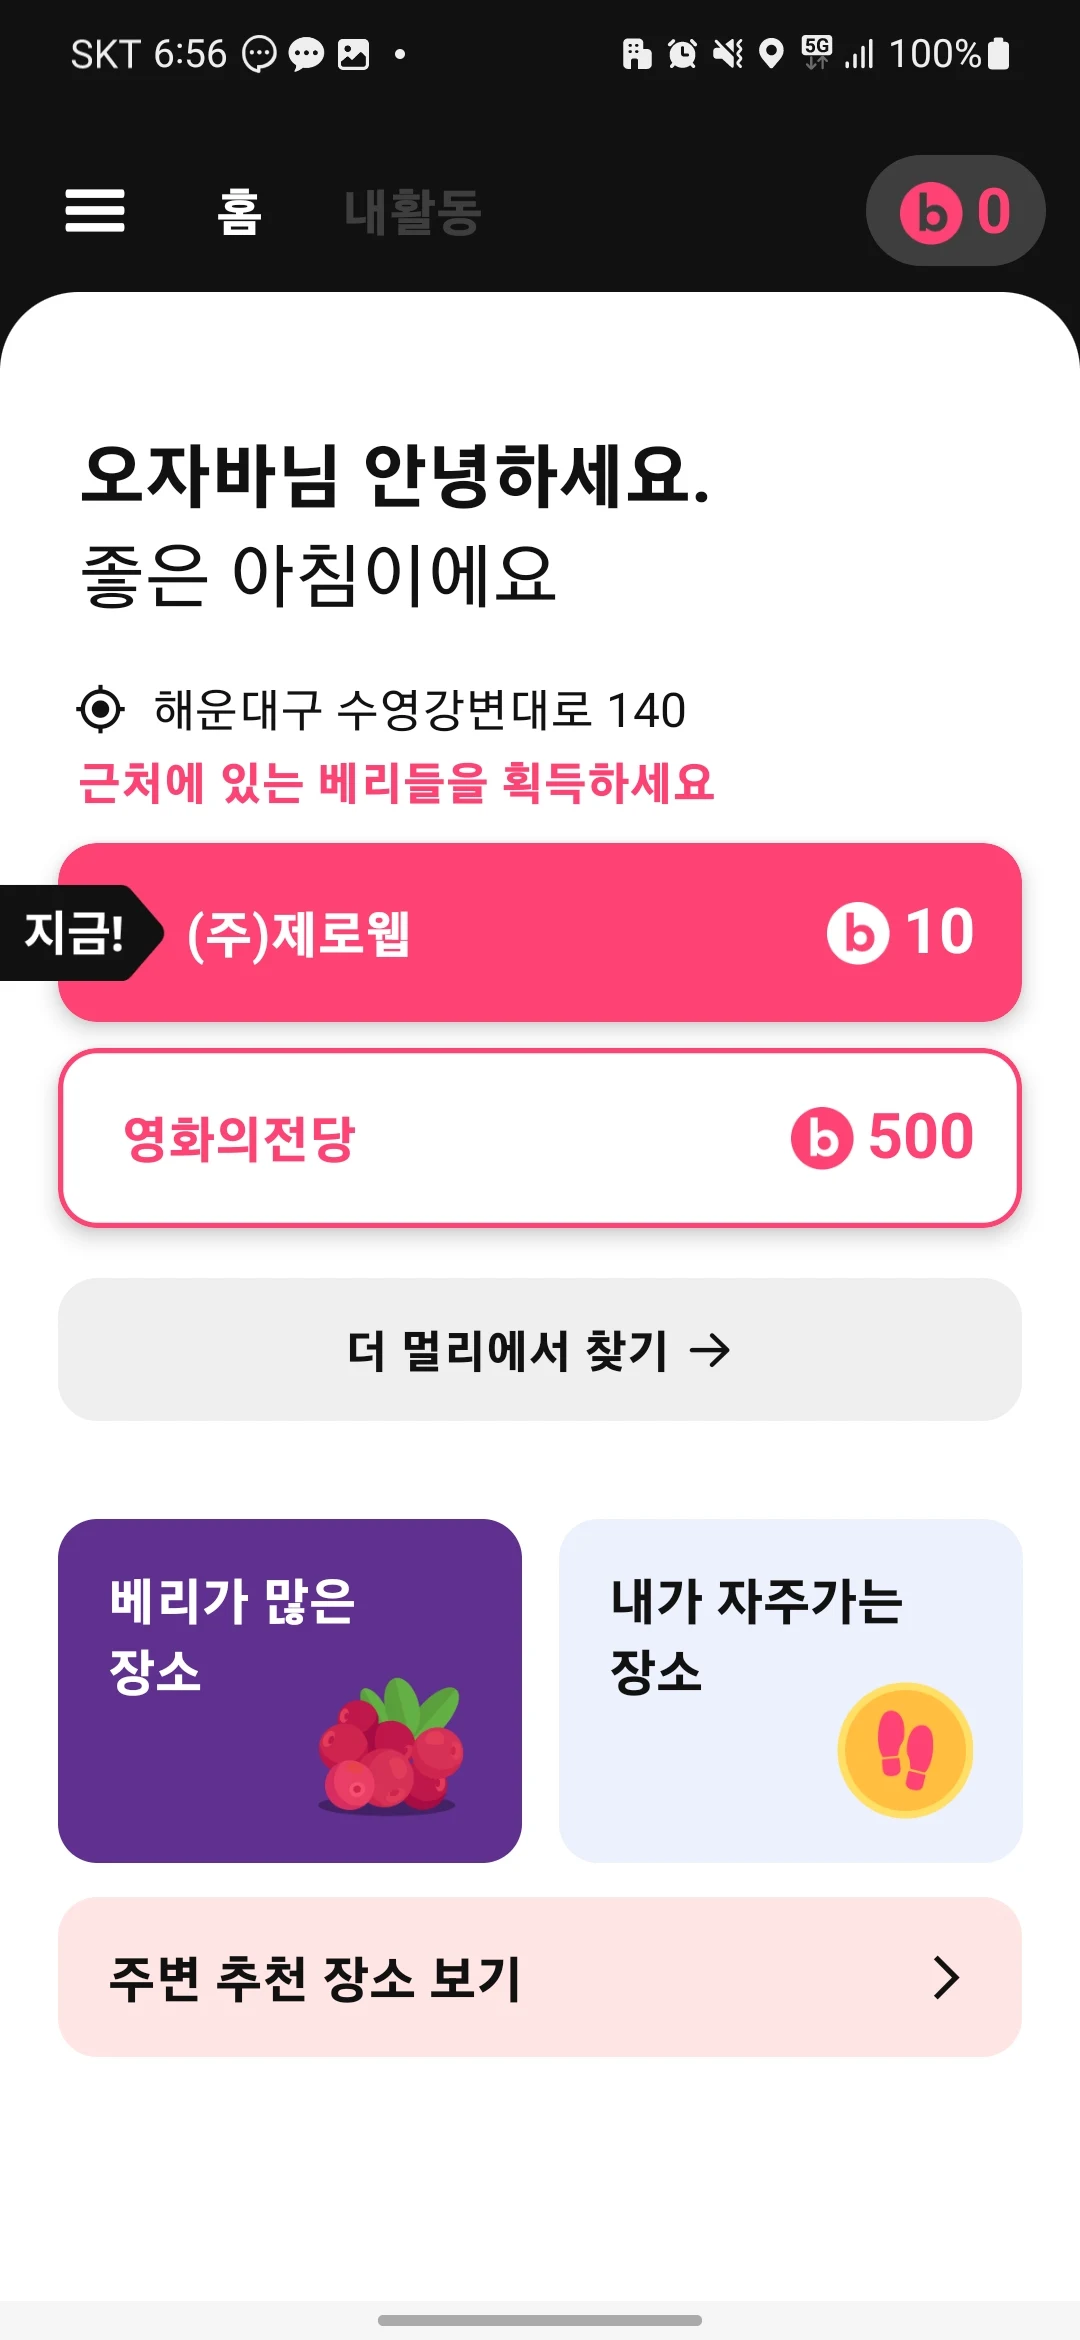 SKT 6:56
5G
100%
홈
내활동
b 0
오자바님 안녕하세요.
좋은 아침이에요
해운대구 수영강변대로 140
근처에 있는 베리들을 획득하세요
지금!
(주)제로웹
b 10
영화의전당
b 500
더 멀리에서 찾기 →
베리가 많은
장소
내가 자주가는
장소
주변 추천 장소 보기